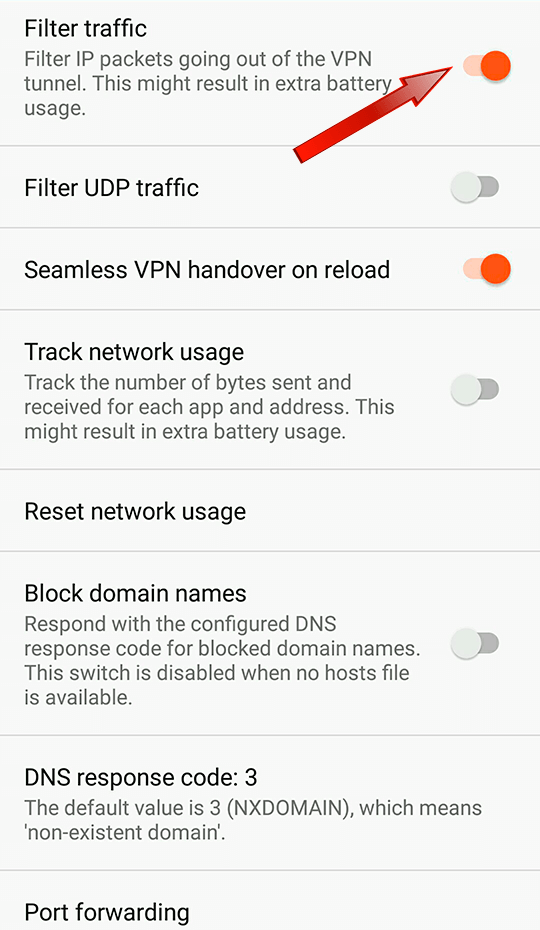 Filter traffic
Filter IP packets going out of the VPN
tunnel. This might result in extra battery
usage.
Filter UDP traffic
Seamless VPN handover on reload
Track network usage
Track the number of bytes sent and
received for each app and address. This
might result in extra battery usage.
Reset network usage
Block domain names
Respond with the configured DNS
response code for blocked domain names.
This switch is disabled when no hosts file
is available.
DNS response code: 3
The default value is 3 (NXDOMAIN), which means
'non-existent domain'.
Port forwarding